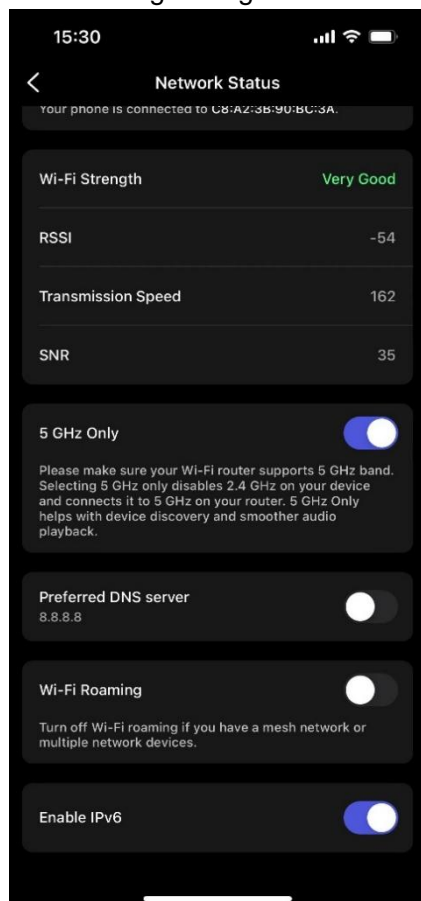 15:30
Network Status
Your phone is connected to C8:A2:3B:90:BC:3A.
Wi-Fi Strength Very Good
RSSI -54
Transmission Speed 162
SNR 35
5 GHz Only
Please make sure your Wi-Fi router supports 5 GHz band.
Selecting 5 GHz only disables 2.4 GHz on your device
and connects it to 5 GHz on your router. 5 GHz Only
helps with device discovery and smoother audio
playback.
Preferred DNS server
8.8.8.8
Wi-Fi Roaming
Turn off Wi-Fi roaming if you have a mesh network or
multiple network devices.
Enable IPv6